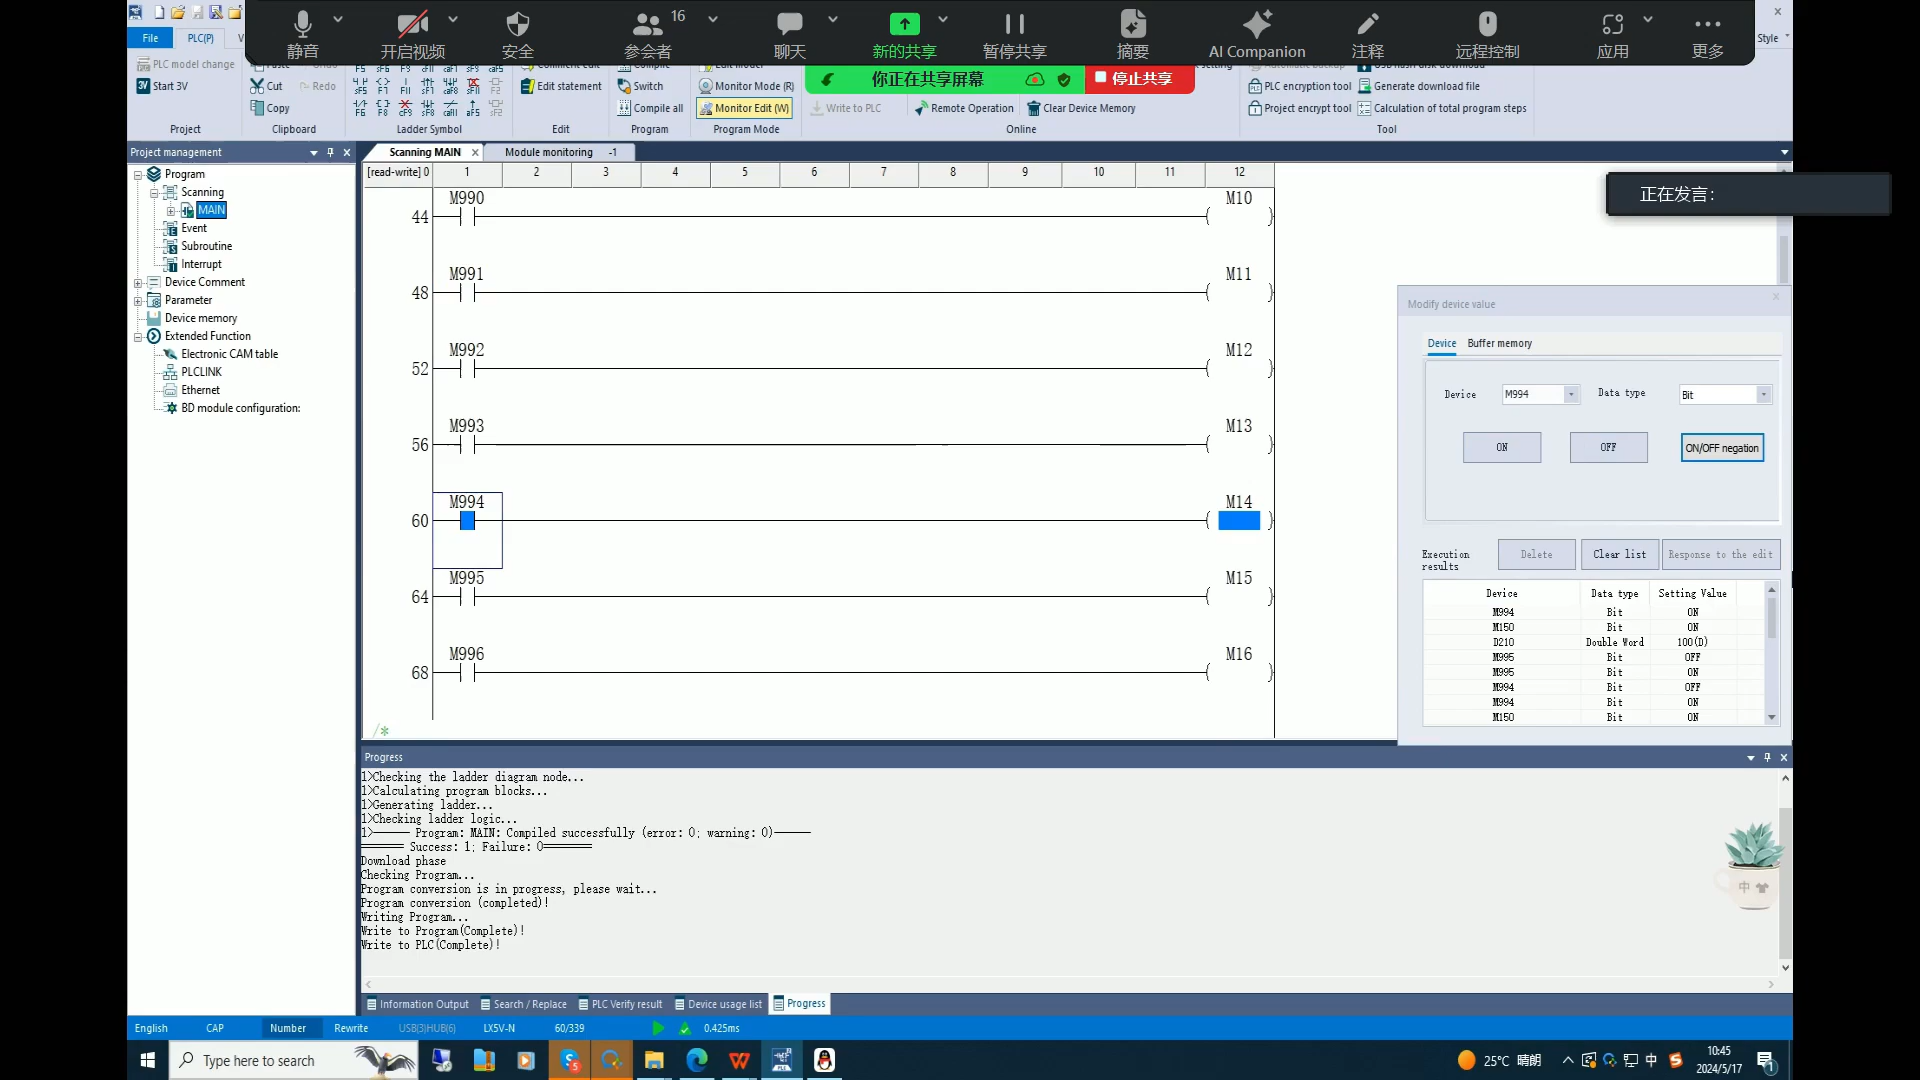 静音
开启视频
安全
参会者
16
聊天
新的共享
暂停共享
摘要
AI Companion
注释
远程控制
应用
更多
你正在共享屏幕
停止共享
正在发言:
File
PLC(P)
Style
PLC model change
Start 3V
Project
Cut
Redo
Copy
Clipboard
F5 sF6
sF5 F7
F6 F8 cF9 sF8 caF1 aF5 sF2
Ladder Symbol
Edit statement
Edit
Switch
Compile all
Program
Monitor Mode (R)
Monitor Edit (W)
Program Mode
Write to PLC
Remote Operation
Clear Device Memory
Online
PLC encryption tool
Generate download file
Project encrypt tool
Calculation of total program steps
Tool
Project management
Program
Scanning
MAIN
Event
Subroutine
Interrupt
Device Comment
Parameter
Device memory
Extended Function
Electronic CAM table
PLCLINK
Ethernet
BD module configuration:
Scanning MAIN
Module monitoring -1
[read-write] 0 1 2 3 4 5 6 7 8 9 10 11 12
M990 M10
44
M991 M11
48
M992 M12
52
M993 M13
56
M994 M14
60
M995 M15
64
M996 M16
68
/*
Modify device value
Device Buffer memory
Device M994 Data type Bit
ON OFF ON/OFF negation
Execution results
Delete Clear list Response to the edit
Device Data type Setting Value
M994 Bit ON
M150 Bit ON
D210 Double Word 100(D)
M995 Bit OFF
M995 Bit ON
M994 Bit OFF
M994 Bit ON
M150 Bit ON
Progress
1>Checking the ladder diagram node...
1>Calculating program blocks...
1>Generating ladder...
1>Checking ladder logic...
1>—— Program: MAIN: Compiled successfully (error: 0; warning: 0)——
====== Success: 1; Failure: 0=======
Download phase
Checking Program...
Program conversion is in progress, please wait...
Program conversion (completed)!
Writing Program...
Write to Program(Complete)!
Write to PLC(Complete)!
中
Information Output
Search / Replace
PLC Verify result
Device usage list
Progress
English CAP Number Rewrite USB(3)HUB(6) LX5V-N 60/339 0.425ms
Type here to search
25°C 晴朗
中
10:45
2024/5/17
1